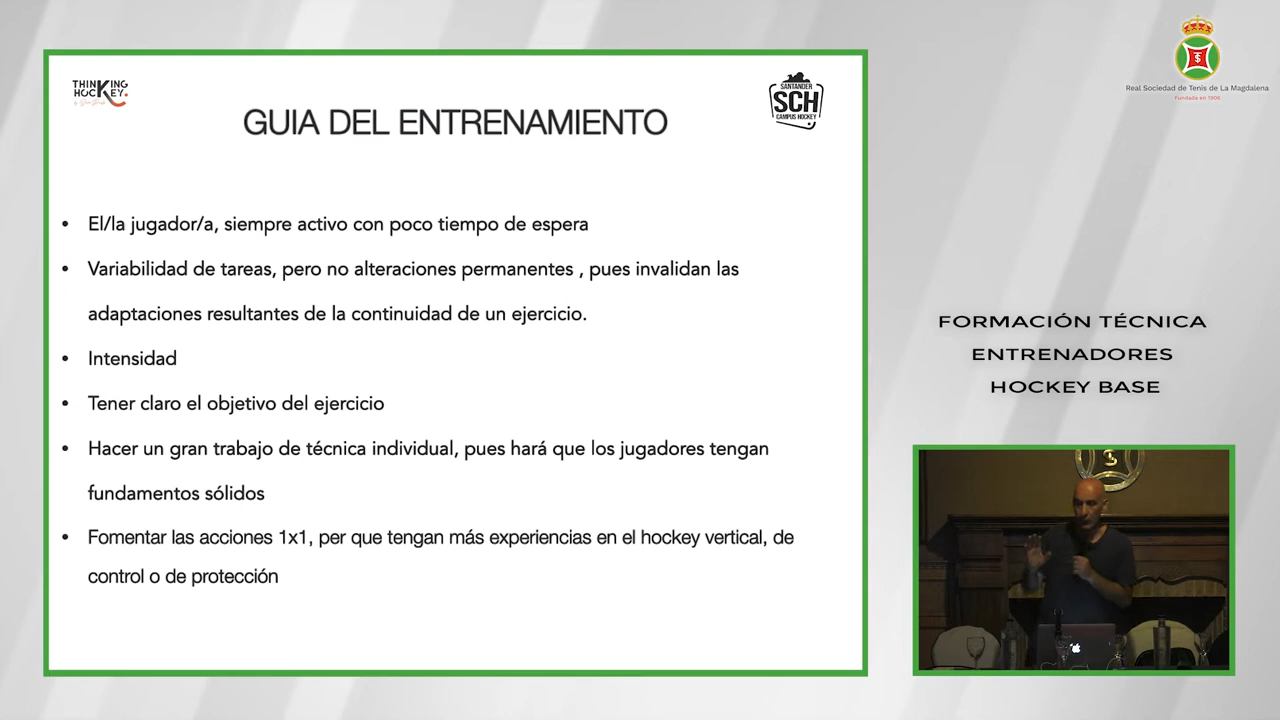 THINKING
HOCKEY.
SANTANDER
SCH
CAMPUS HOCKEY
GUIA DEL ENTRENAMIENTO
• El/la jugador/a, siempre activo con poco tiempo de espera
• Variabilidad de tareas, pero no alteraciones permanentes , pues invalidan las
adaptaciones resultantes de la continuidad de un ejercicio.
• Intensidad
• Tener claro el objetivo del ejercicio
• Hacer un gran trabajo de técnica individual, pues hará que los jugadores tengan
fundamentos sólidos
• Fomentar las acciones 1x1, per que tengan más experiencias en el hockey vertical, de
control o de protección
Real Sociedad de Tenis de La Magdalena
Fundada en 1906
FORMACIÓN TÉCNICA
ENTRENADORES
HOCKEY BASE